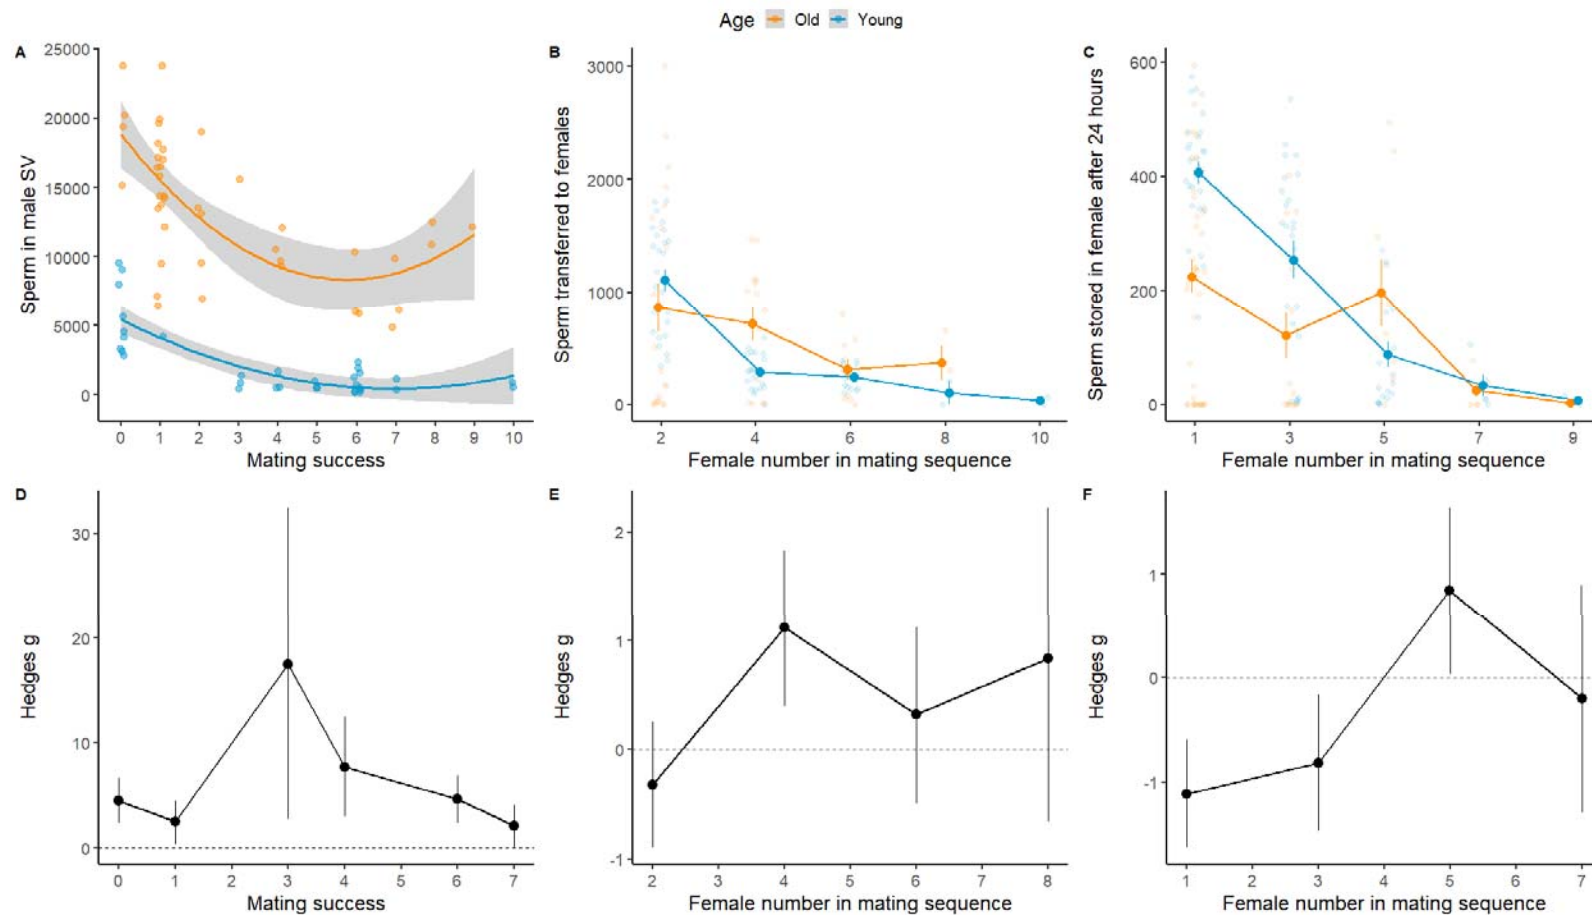 Age Old Young
A
25000
20000
15000
10000
5000
0
Sperm in male SV
0 1 2 3 4 5 6 7 8 9 10
Mating success
B
3000
2000
1000
0
Sperm transferred to females
2 4 6 8 10
Female number in mating sequence
C
600
400
200
0
Sperm stored in female after 24 hours
1 3 5 7 9
Female number in mating sequence
D
30
20
10
0
Hedges g
0 1 2 3 4 5 6 7
Mating success
E
2
1
0
-1
Hedges g
2 3 4 5 6 7 8
Female number in mating sequence
F
1
0
-1
Hedges g
1 2 3 4 5 6 7
Female number in mating sequence